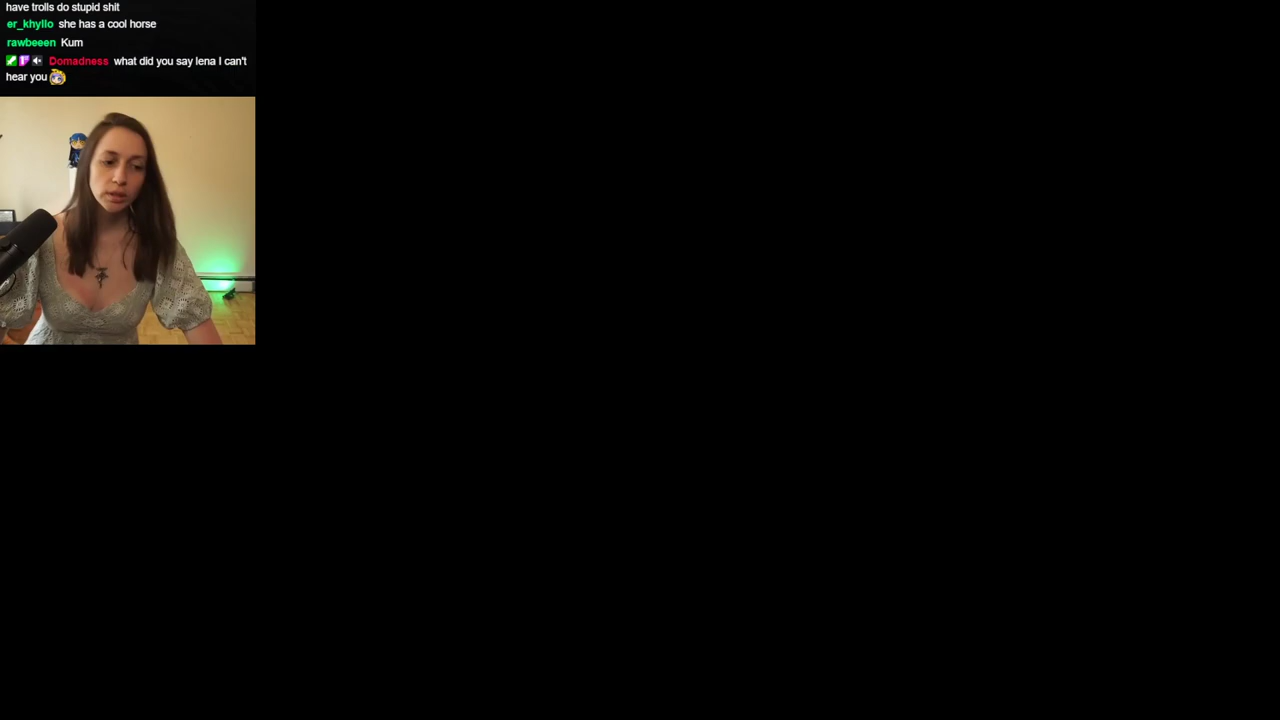 have trolls do stupid shit
er_khyllo she has a cool horse
rawbeeen Kum
Domadness what did you say lena I can't
hear you